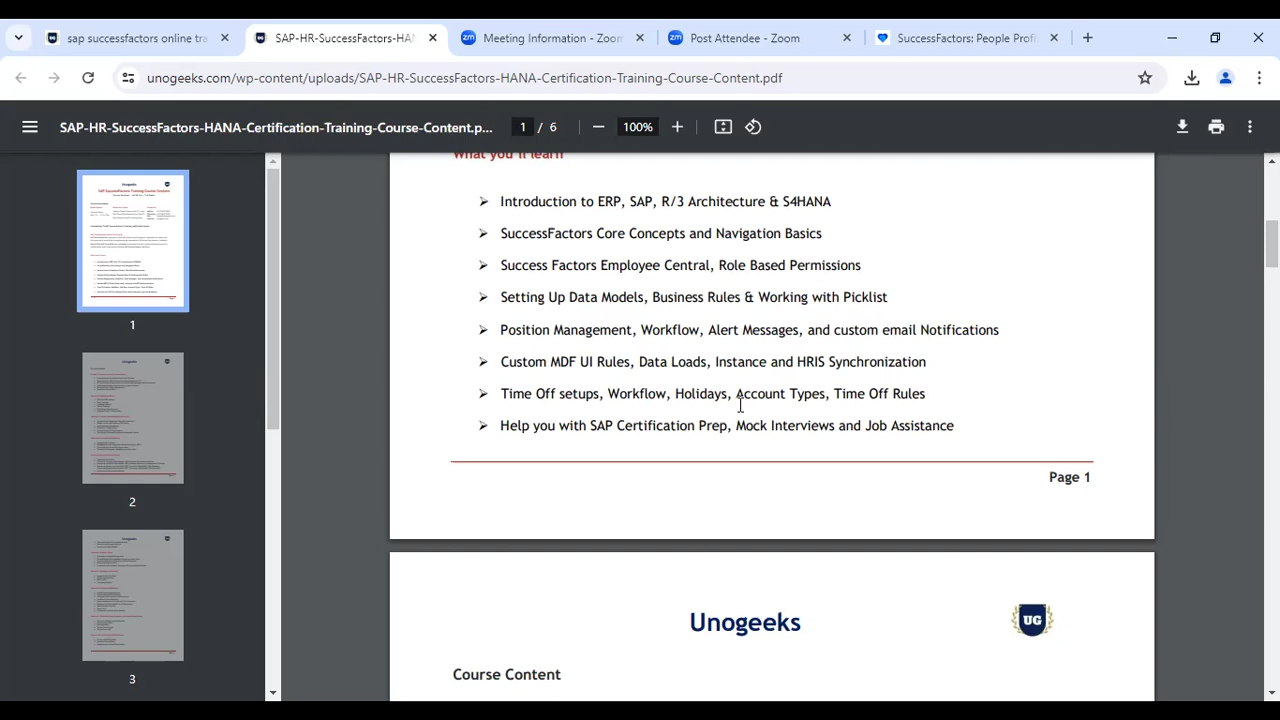 sap successfactors online tra
SAP-HR-SuccessFactors-HAN
Meeting Information - Zoom
Post Attendee - Zoom
SuccessFactors: People Profi
unogeeks.com/wp-content/uploads/SAP-HR-SuccessFactors-HANA-Certification-Training-Course-Content.pdf
SAP-HR-SuccessFactors-HANA-Certification-Training-Course-Content.p...
1 / 6
100%
What you'll learn
➢ Introduction to ERP, SAP, R/3 Architecture & S4HANA
➢ SuccessFactors Core Concepts and Navigation Basics
➢ SuccessFactors Employee Central, Role Based Permissions
➢ Setting Up Data Models, Business Rules & Working with Picklist
➢ Position Management, Workflow, Alert Messages, and custom email Notifications
➢ Custom MDF UI Rules, Data Loads, Instance and HRIS Synchronization
➢ Time Off setups, Workflow, Holidays, Account Types, Time Off Rules
➢ Help you with SAP Certification Prep, Mock Interviews and Job Assistance
Page 1
Unogeeks
UG
Course Content
1
2
3